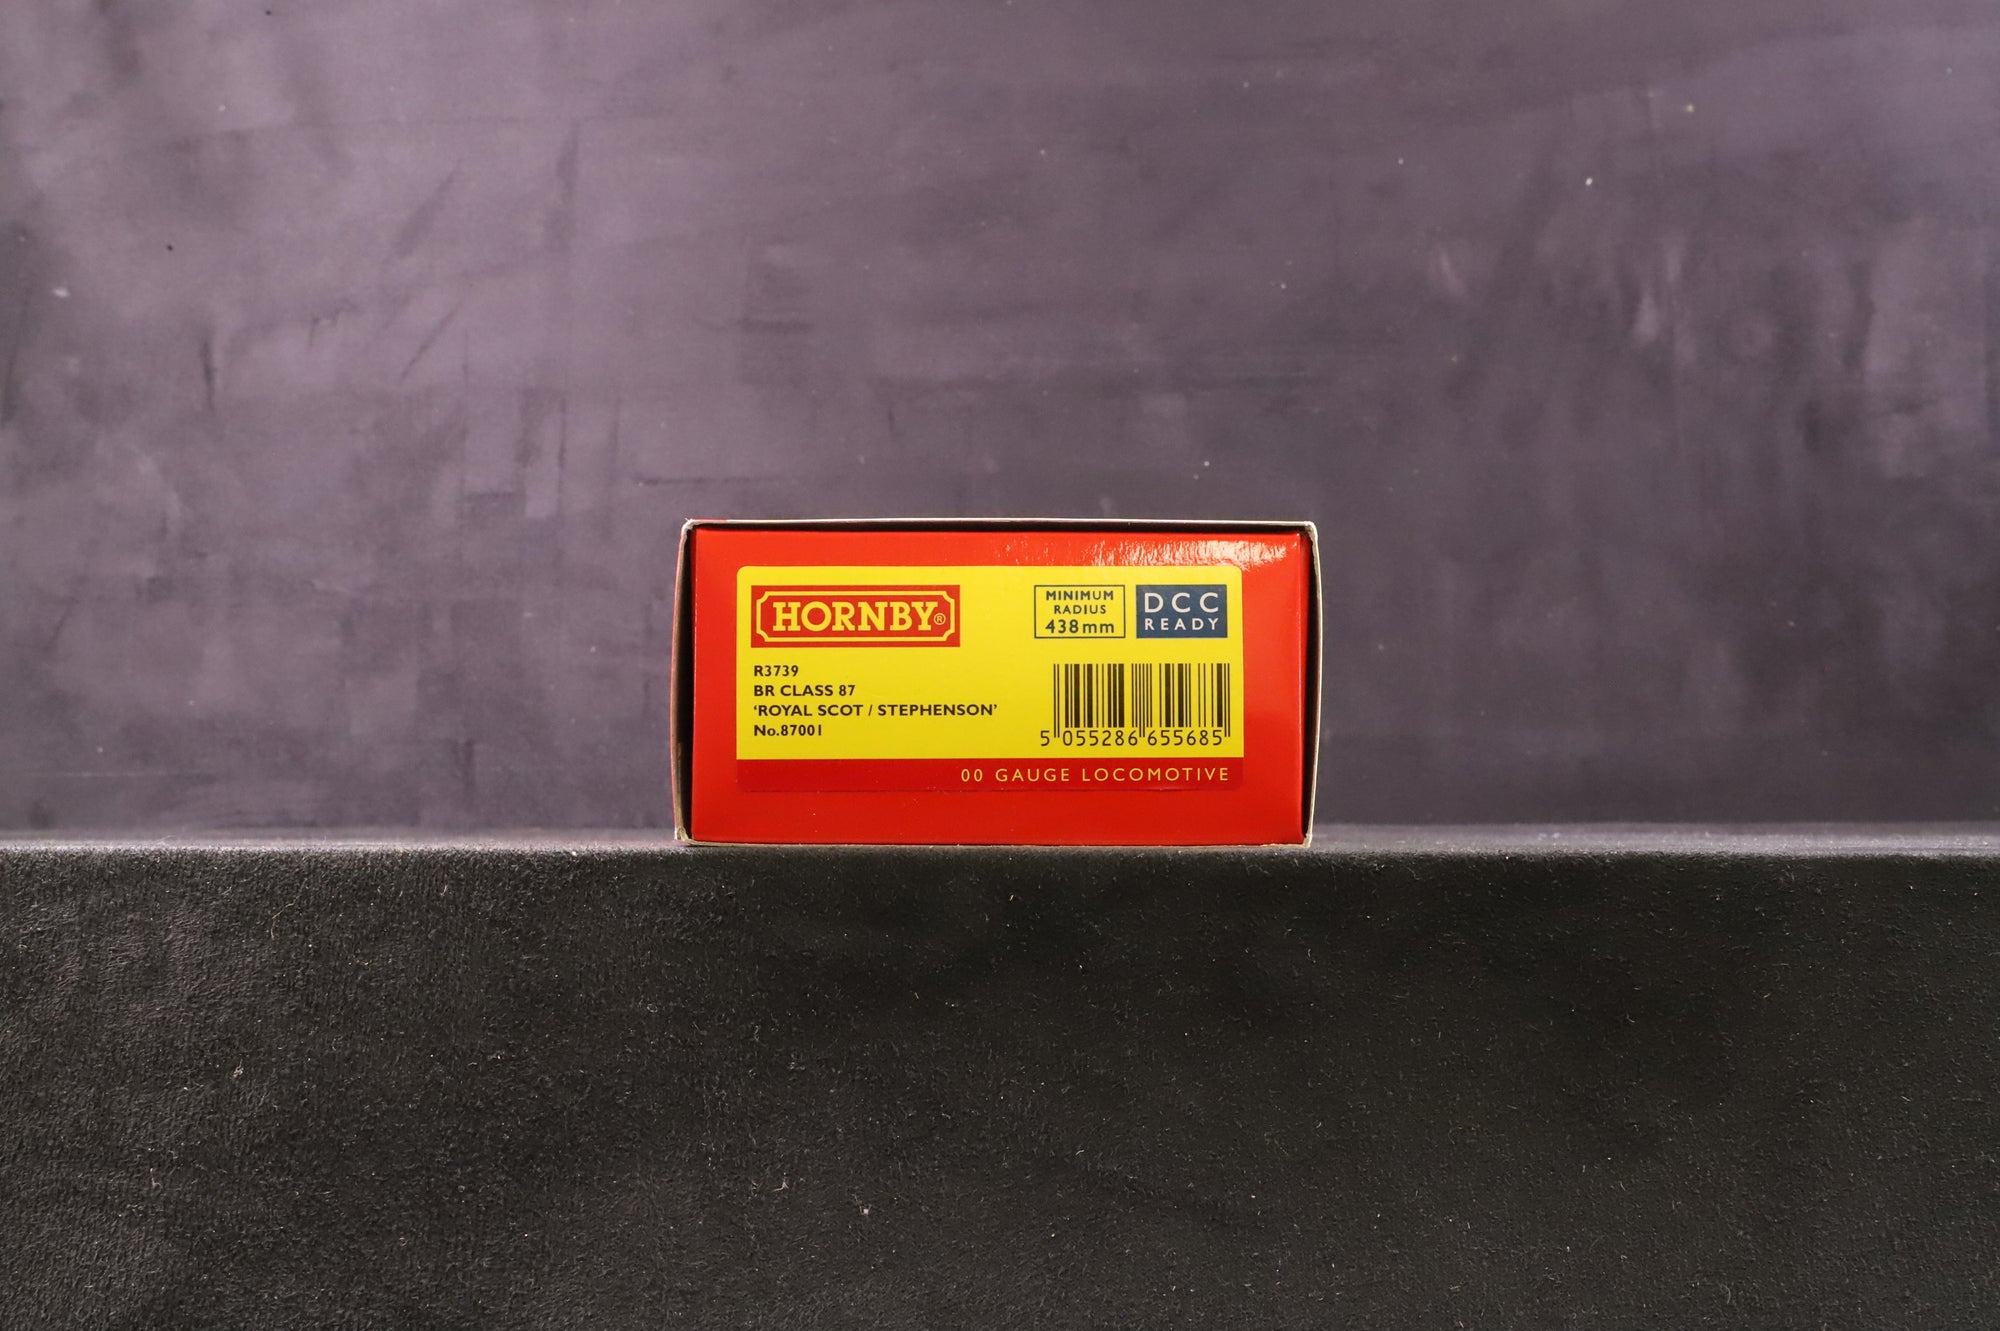 HORNBY®
MINIMUM
RADIUS
438mm
DCC
READY
R3739
BR CLASS 87
‘ROYAL SCOT / STEPHENSON’
No.87001
5 055286 655685
00 GAUGE LOCOMOTIVE